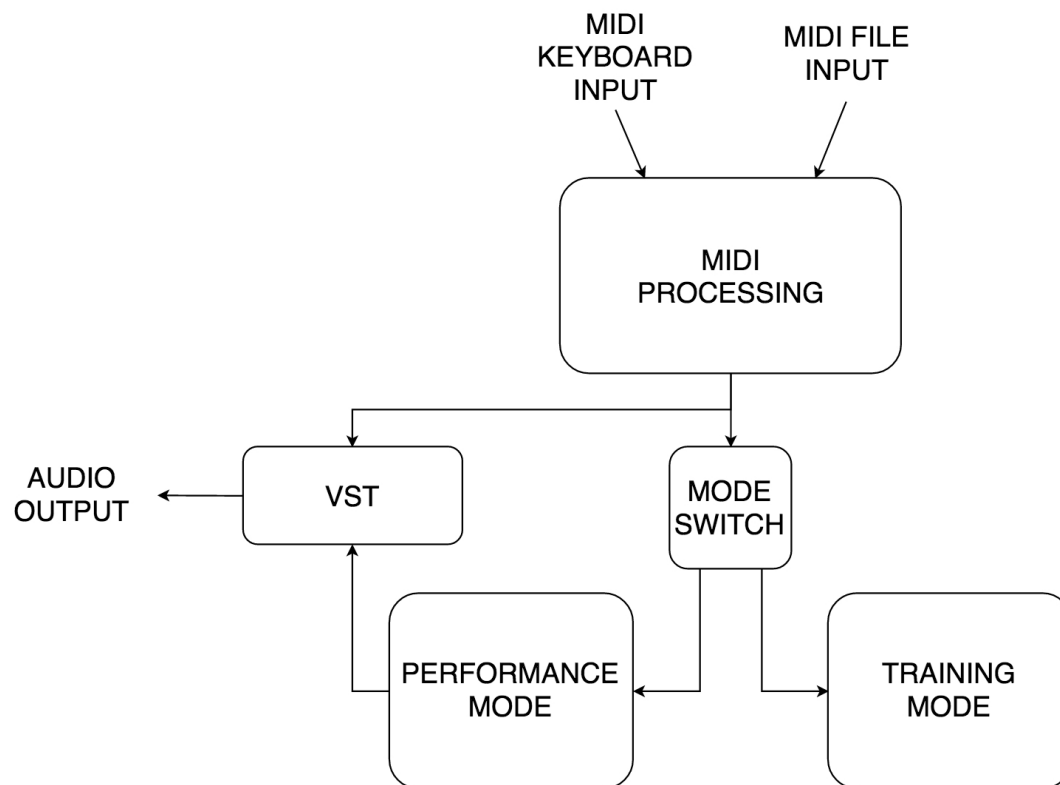 MIDI
KEYBOARD
INPUT
MIDI FILE
INPUT
MIDI
PROCESSING
AUDIO
OUTPUT
VST
MODE
SWITCH
PERFORMANCE
MODE
TRAINING
MODE